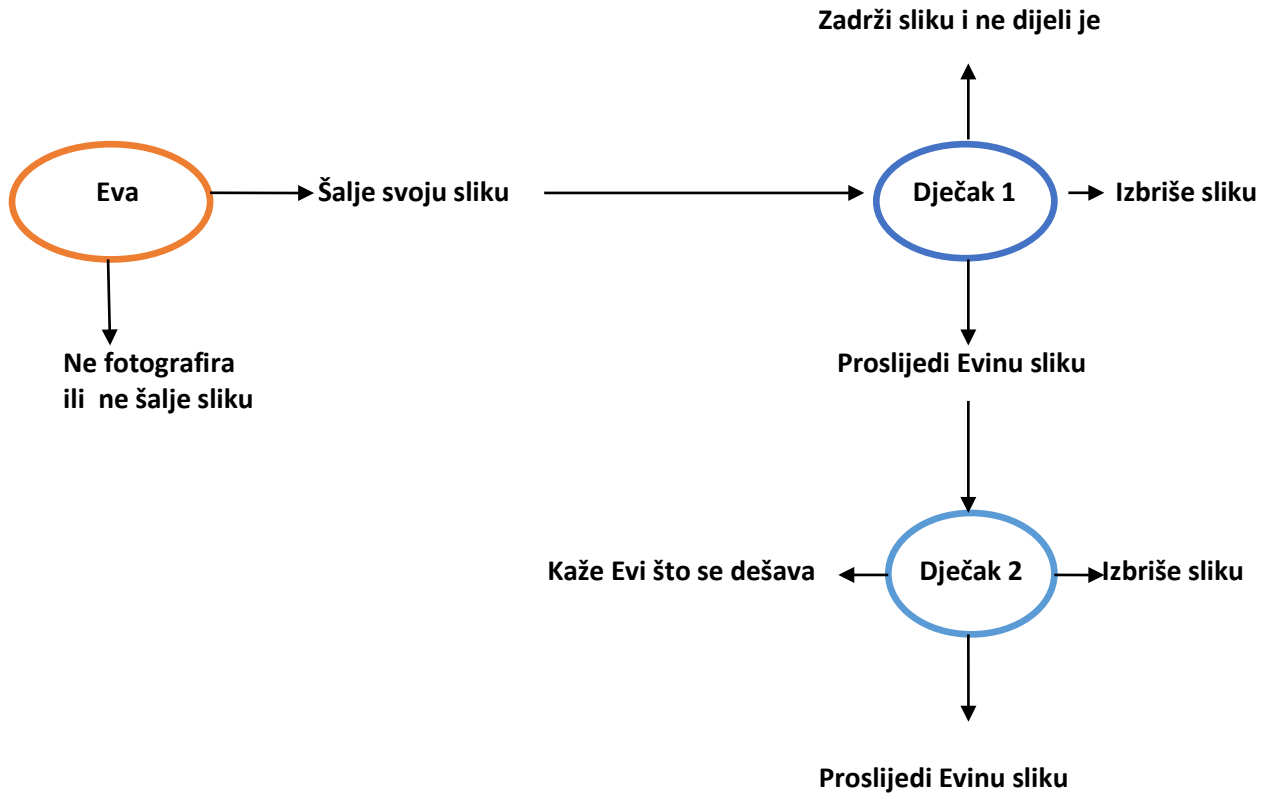 Zadrži sliku i ne dijeli je
Eva
Šalje svoju sliku
Dječak 1
Izbriše sliku
Ne fotografira
ili  ne šalje sliku
Proslijedi Evinu sliku
Kaže Evi što se dešava
Dječak 2
Izbriše sliku
Proslijedi Evinu sliku